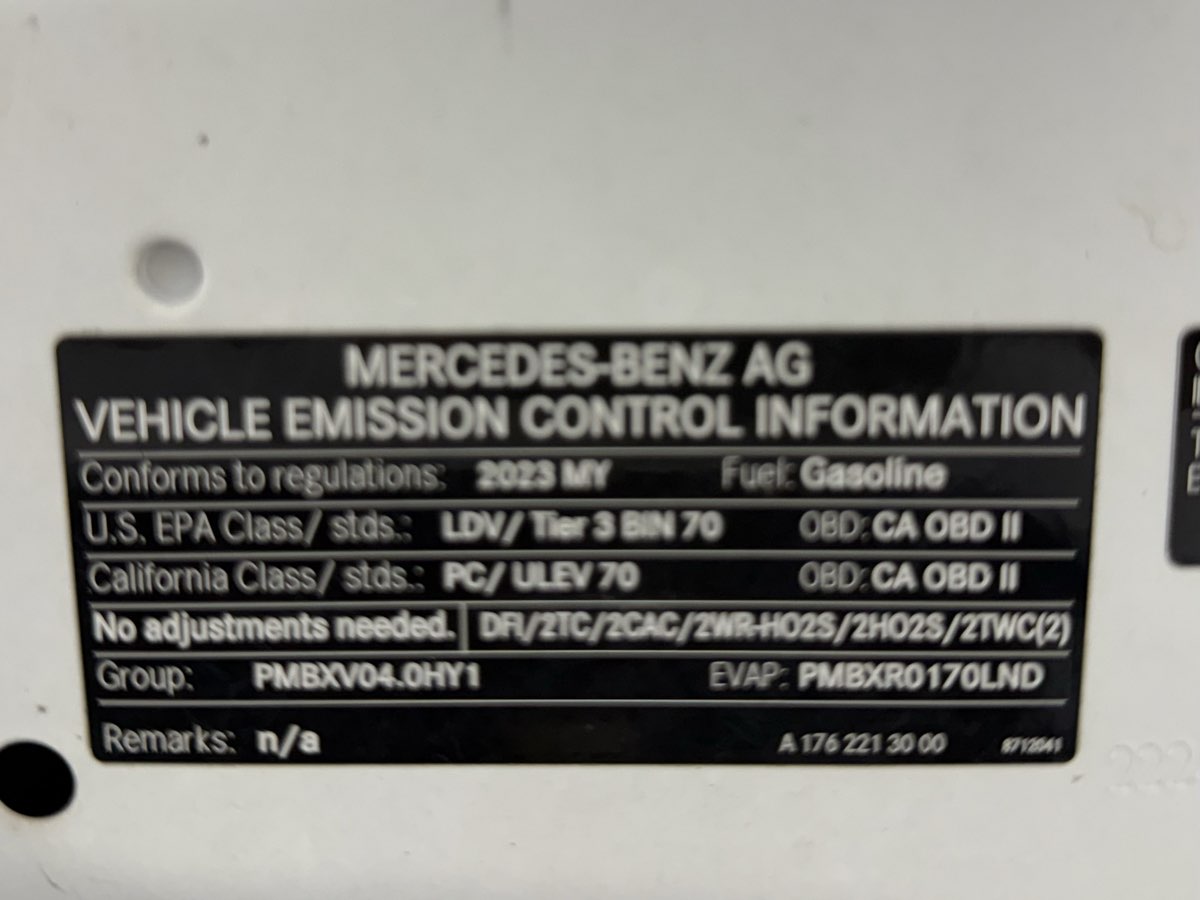 MERCEDES-BENZ AG
VEHICLE EMISSION CONTROL INFORMATION
Conforms to regulations: 2023 MY Fuel: Gasoline
U.S. EPA Class/ stds.: LDV/ Tier 3 BIN 70 OBD: CA OBD II
California Class/ stds.: PC/ ULEV 70 OBD: CA OBD II
No adjustments needed. DFI/2TC/2CAC/2WR-HO2S/2HO2S/2TWC(2)
Group: PMBXV04.0HY1 EVAP: PMBXR0170LND
Remarks: n/a A 176 221 30 00